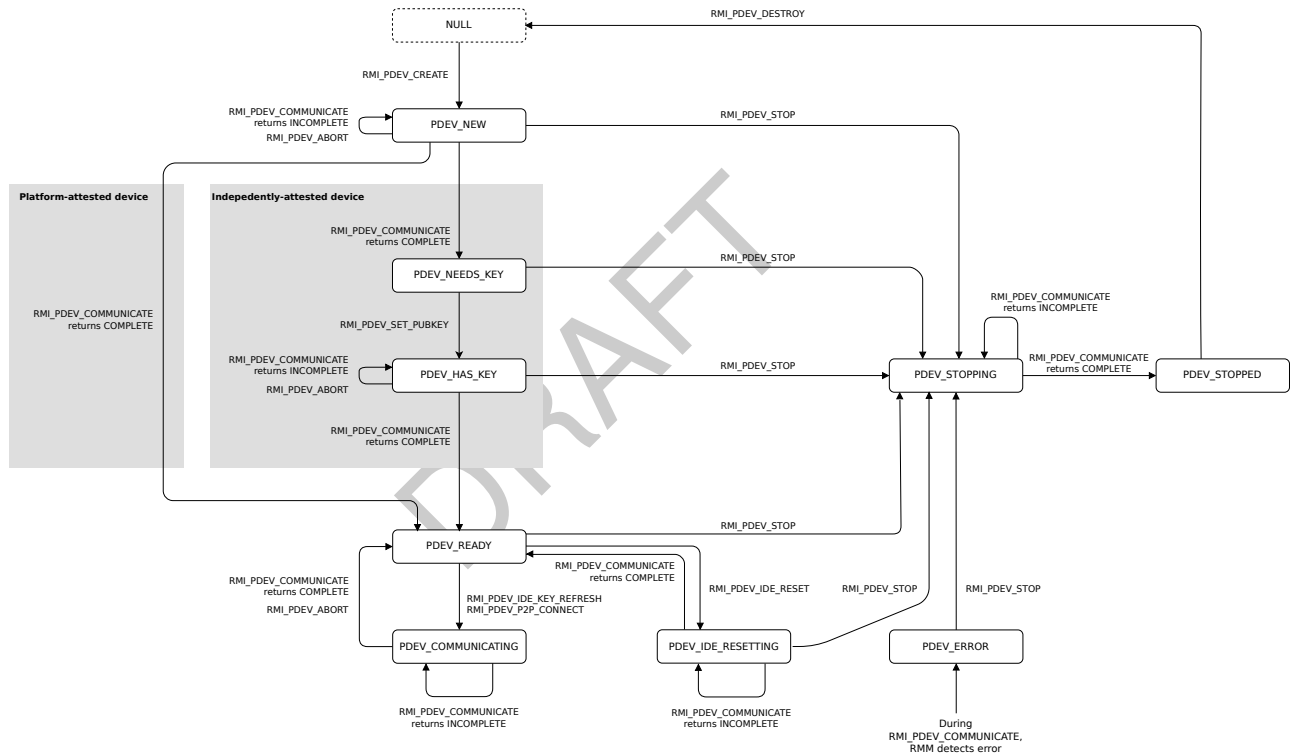 RMI_PDEV_DESTROY
NULL
RMI_PDEV_CREATE
RMI_PDEV_COMMUNICATE
returns INCOMPLETE
RMI_PDEV_ABORT
PDEV_NEW
RMI_PDEV_STOP
Platform-attested device
Indepedently-attested device
RMI_PDEV_COMMUNICATE
returns COMPLETE
PDEV_NEEDS_KEY
RMI_PDEV_STOP
RMI_PDEV_COMMUNICATE
returns COMPLETE
RMI_PDEV_SET_PUBKEY
RMI_PDEV_COMMUNICATE
returns INCOMPLETE
RMI_PDEV_COMMUNICATE
returns INCOMPLETE
RMI_PDEV_ABORT
PDEV_HAS_KEY
RMI_PDEV_STOP
PDEV_STOPPING
RMI_PDEV_COMMUNICATE
returns COMPLETE
PDEV_STOPPED
RMI_PDEV_COMMUNICATE
returns COMPLETE
DRAFT
RMI_PDEV_STOP
PDEV_READY
RMI_PDEV_COMMUNICATE
returns COMPLETE
RMI_PDEV_ABORT
RMI_PDEV_IDE_KEY_REFRESH
RMI_PDEV_P2P_CONNECT
RMI_PDEV_COMMUNICATE
returns COMPLETE
RMI_PDEV_IDE_RESET
RMI_PDEV_STOP
RMI_PDEV_STOP
PDEV_COMMUNICATING
PDEV_IDE_RESETTING
PDEV_ERROR
RMI_PDEV_COMMUNICATE
returns INCOMPLETE
RMI_PDEV_COMMUNICATE
returns INCOMPLETE
During
RMI_PDEV_COMMUNICATE,
RMM detects error